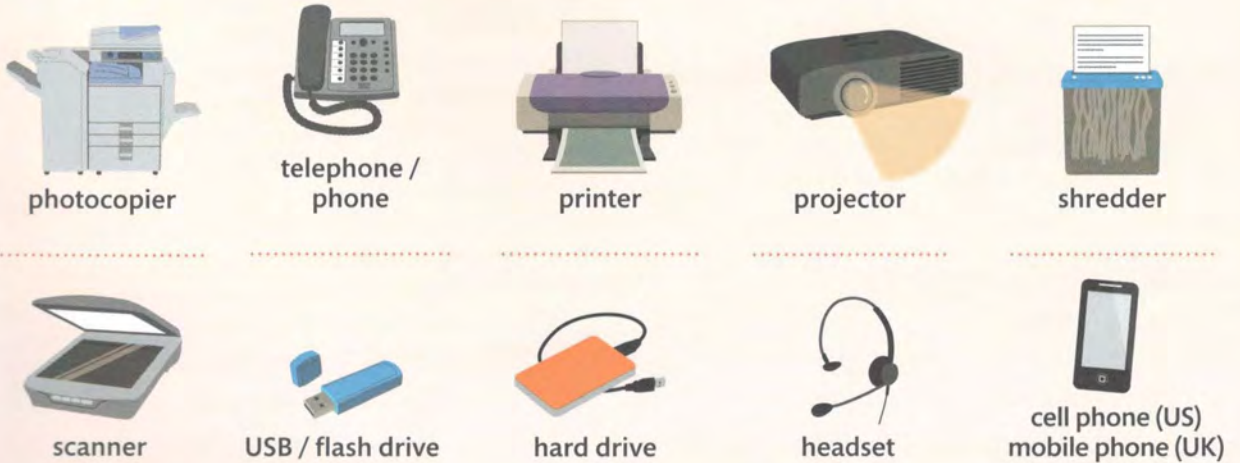 photocopier
telephone /
phone
printer
projector
shredder
scanner
USB / flash drive
hard drive
headset
cell phone (US)
mobile phone (UK)